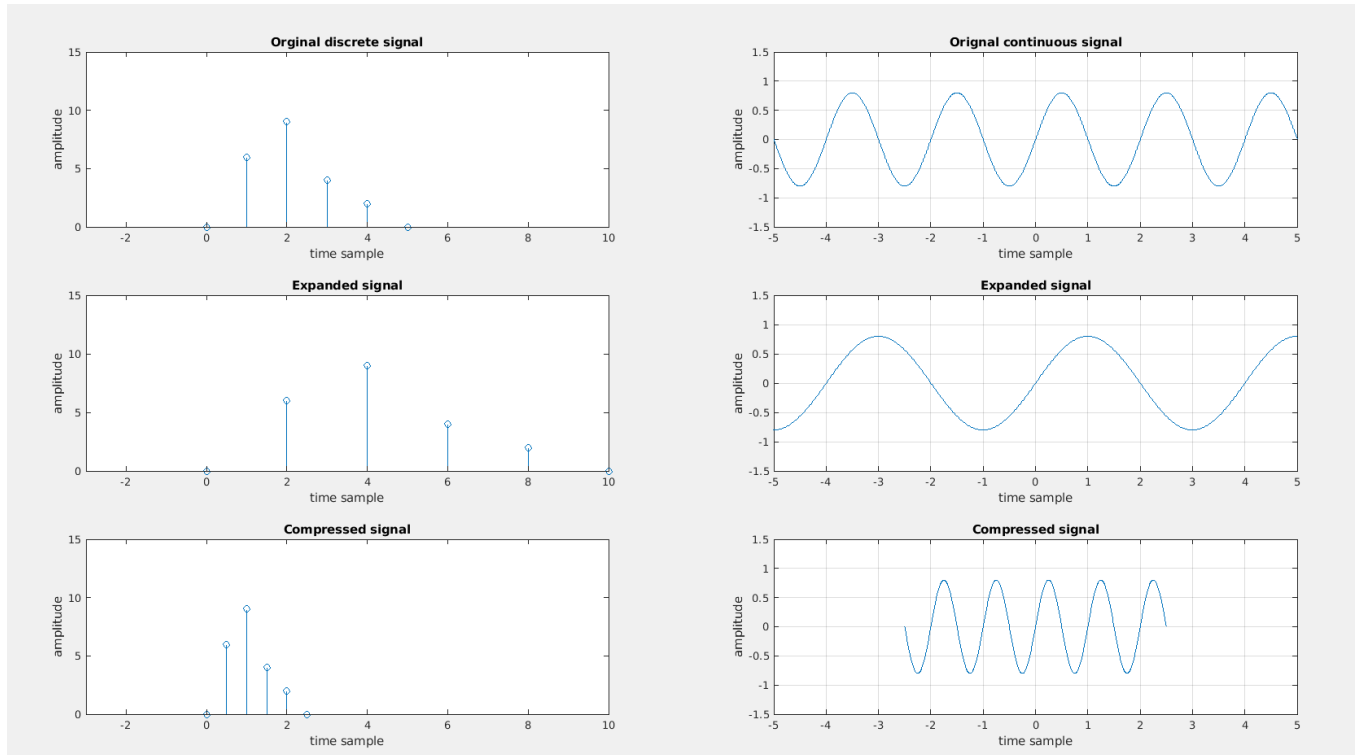 Orginal discrete signal
15
10
5
0
amplitude
-2 0 2 4 6 8 10
time sample
Orignal continuous signal
1.5
1
0.5
0
-0.5
-1
-1.5
amplitude
-5 -4 -3 -2 -1 0 1 2 3 4 5
time sample
Expanded signal
15
10
5
0
amplitude
-2 0 2 4 6 8 10
time sample
Expanded signal
1.5
1
0.5
0
-0.5
-1
-1.5
amplitude
-5 -4 -3 -2 -1 0 1 2 3 4 5
time sample
Compressed signal
15
10
5
0
amplitude
-2 0 2 4 6 8 10
time sample
Compressed signal
1.5
1
0.5
0
-0.5
-1
-1.5
amplitude
-5 -4 -3 -2 -1 0 1 2 3 4 5
time sample